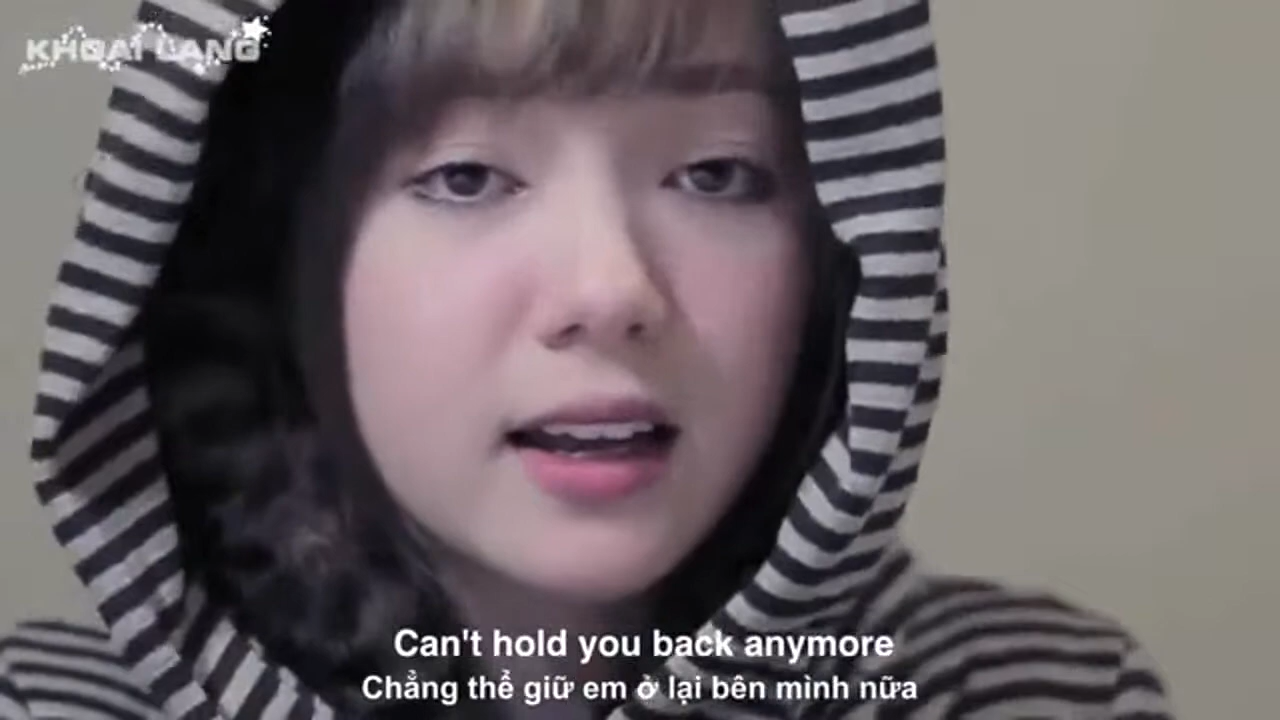 KHOAI LANG
Can't hold you back anymore
Chẳng thể giữ em ở lại bên mình nữa